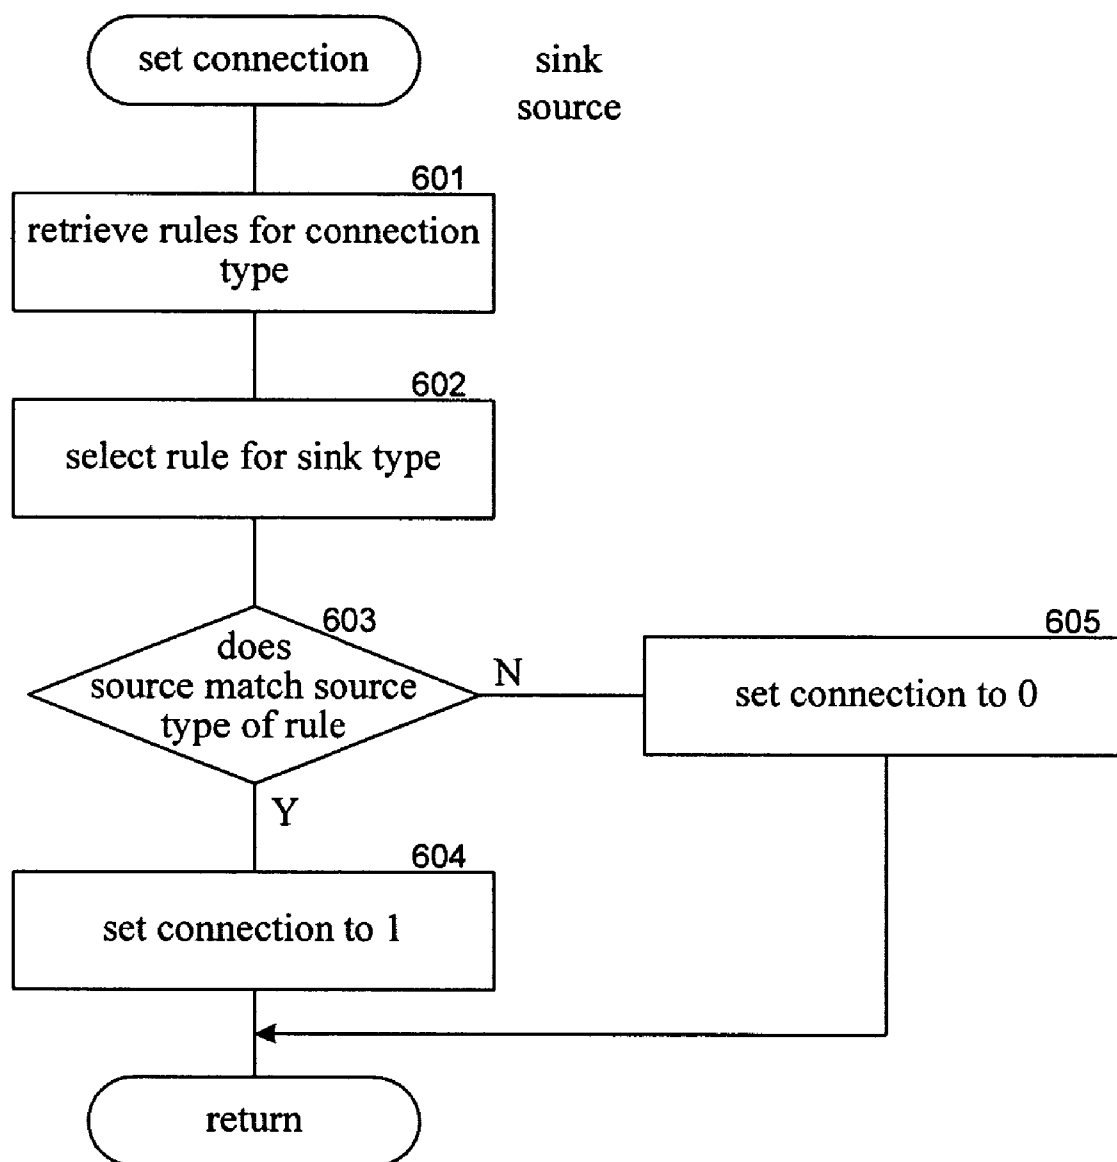 set connection
sink
source
601
retrieve rules for connection
type
602
select rule for sink type
603
does
source match source
type of rule
N
605
set connection to 0
Y
604
set connection to 1
return